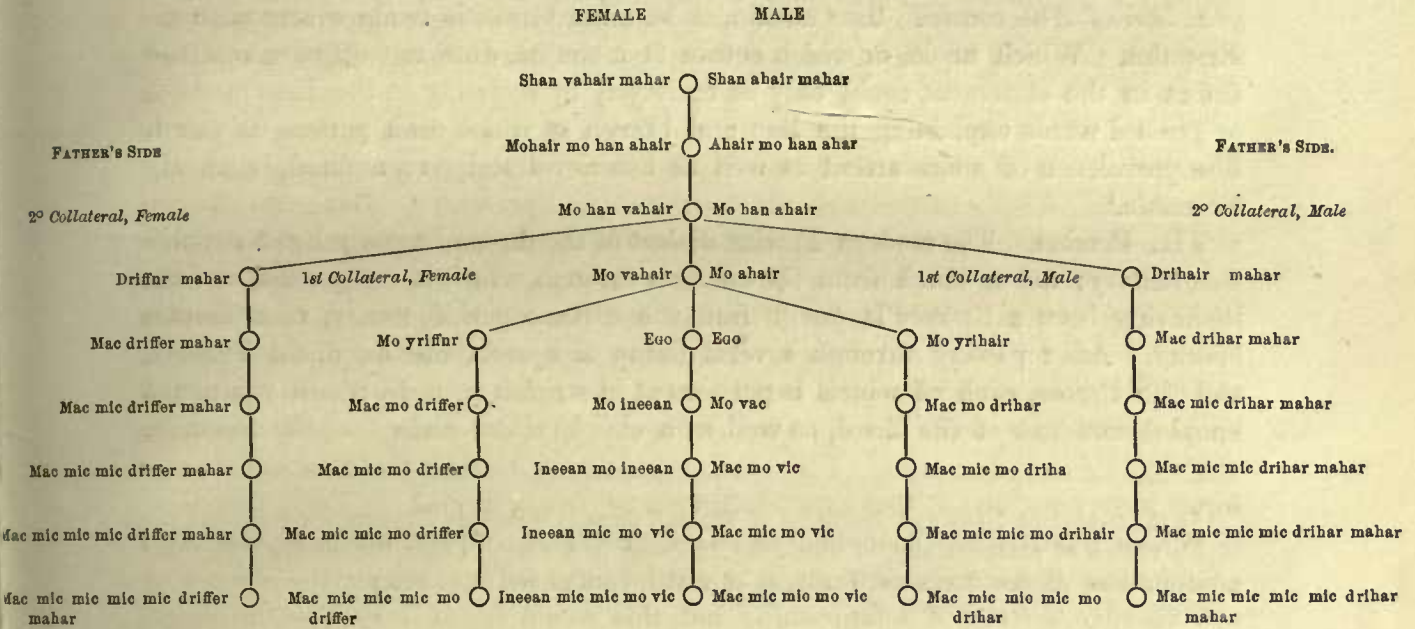 FEMALE MALE
Shan vahair mahar Shan ahair mahar
FATHER'S SIDE Mohair mo han ahair Ahair mo han ahar FATHER'S SIDE.
2º Collateral, Female Mo han vahair Mo han ahair 2º Collateral, Male
Driffnr mahar 1st Collateral, Female Mo vahair Mo ahair 1st Collateral, Male Drihair mahar
Mac driffer mahar Mo yriffnr EGO EGO Mo yrihair Mac drihar mahar
Mac mic driffer mahar Mac mo driffer Mo ineean Mo vac Mac mo drihar Mac mic drihar mahar
Mac mic mic driffer mahar Mac mic mo driffer Ineean mo ineean Mac mo vic Mac mic mo driha Mac mic mic drihar mahar
Mac mic mic mic driffer mahar Mac mic mic mo driffer Ineean mic mo vic Mac mic mo vic Mac mic mic mo drihair Mac mic mic mic drihar mahar
Mac mic mic mic mic driffer Mac mic mic mic mo Ineean mic mic mo vic Mac mic mic mo vic Mac mic mic mic mo Mac mic mic mic mic drihar
mahar driffer drihar mahar